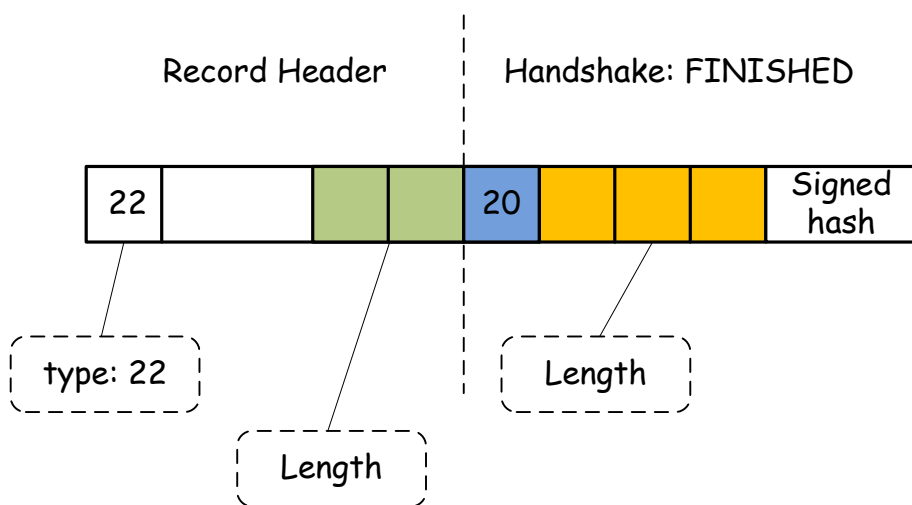 Record Header
Handshake: FINISHED
22
20
Signed
hash
type: 22
Length
Length